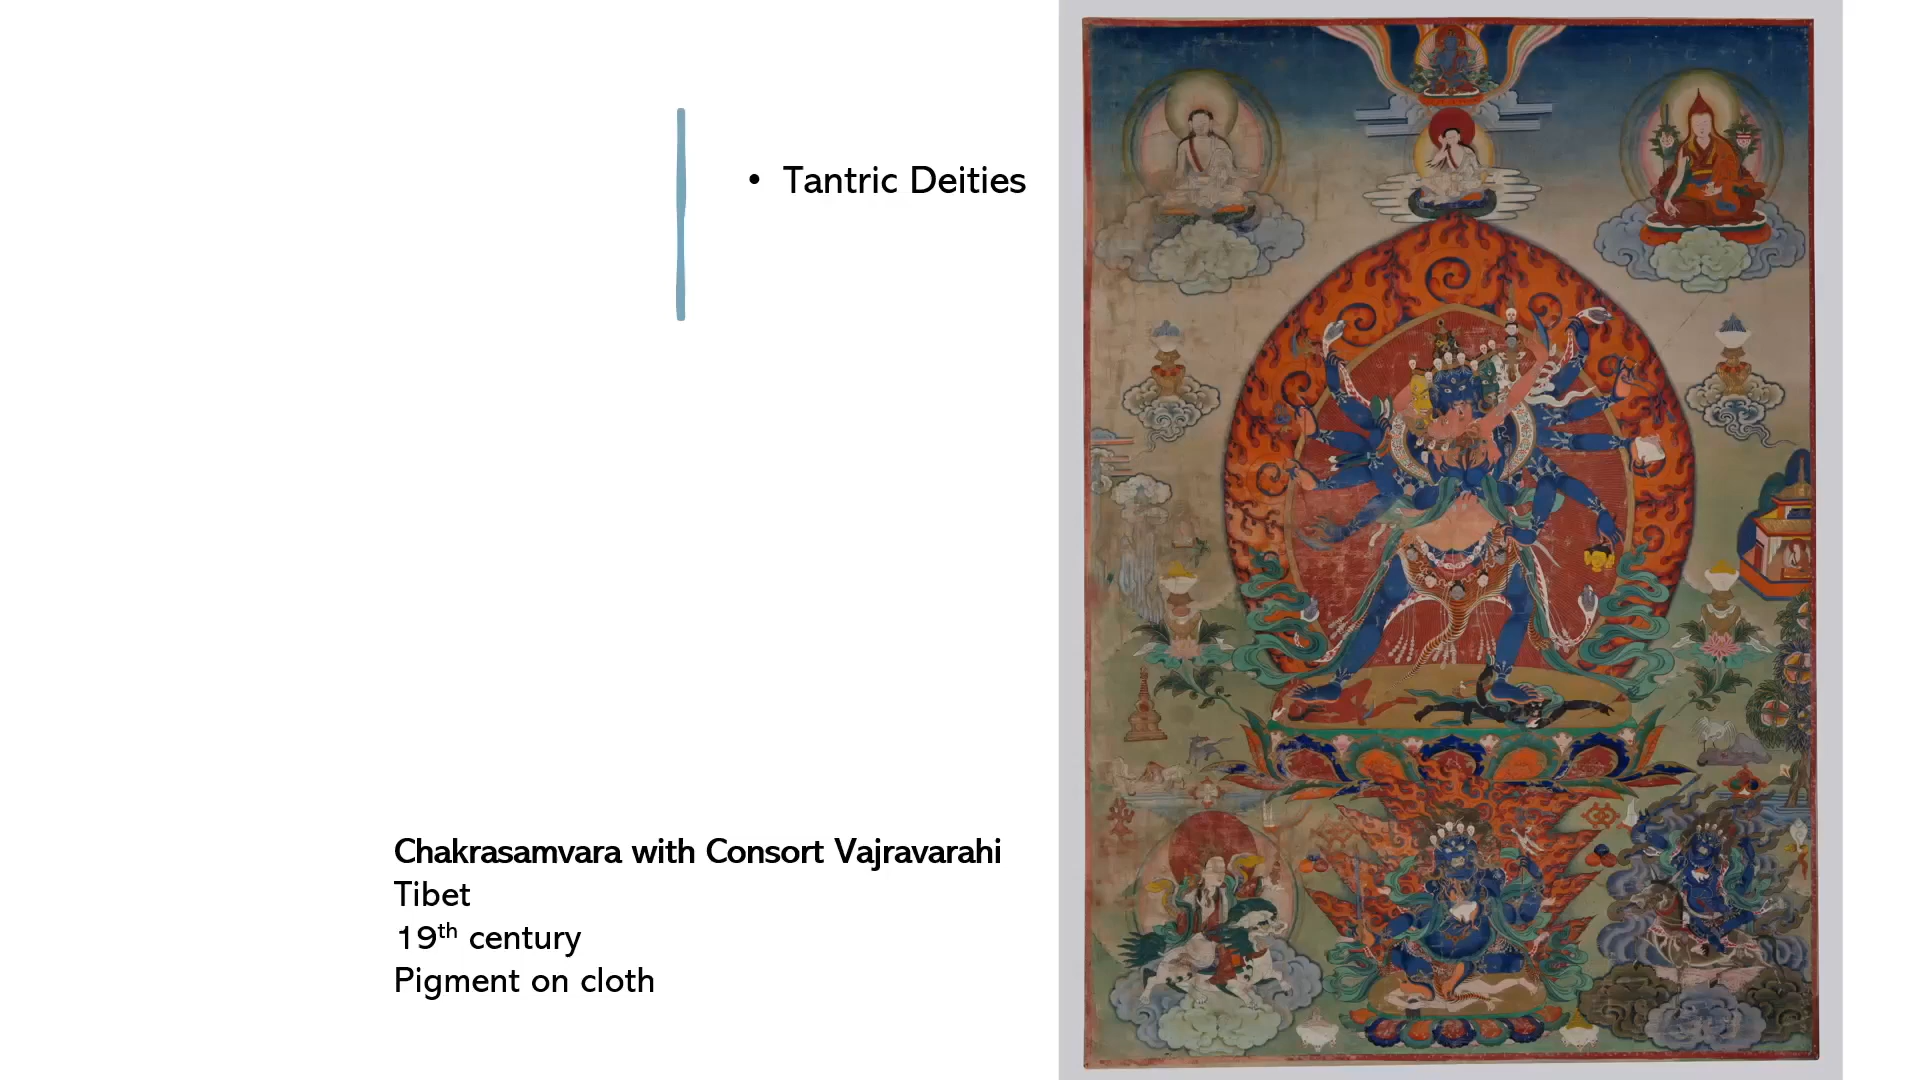 • Tantric Deities
Chakrasamvara with Consort Vajravarahi
Tibet
19th century
Pigment on cloth